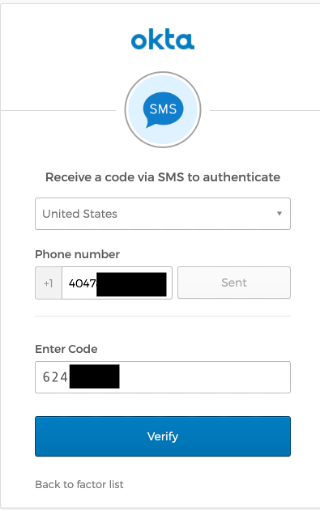 okta
SMS
Receive a code via SMS to authenticate
United States
Phone number
+1 4047 Sent
Enter Code
624
Verify
Back to factor list